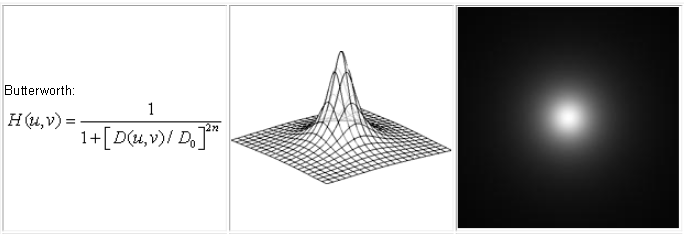 Butterworth:
H(u,v) = 1 / 1+[D(u,v)/D₀]²ⁿ